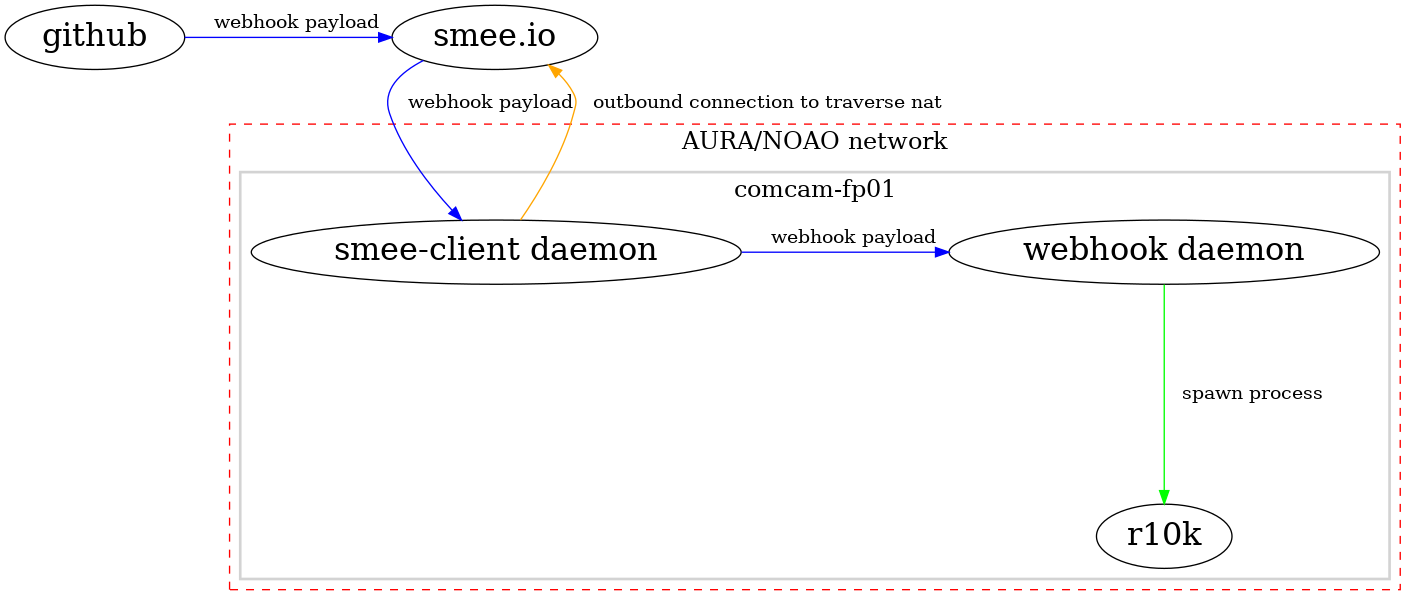 webhook payload
github
smee.io
webhook payload
outbound connection to traverse nat
AURA/NOAO network
comcam-fp01
webhook payload
smee-client daemon
webhook daemon
spawn process
r10k